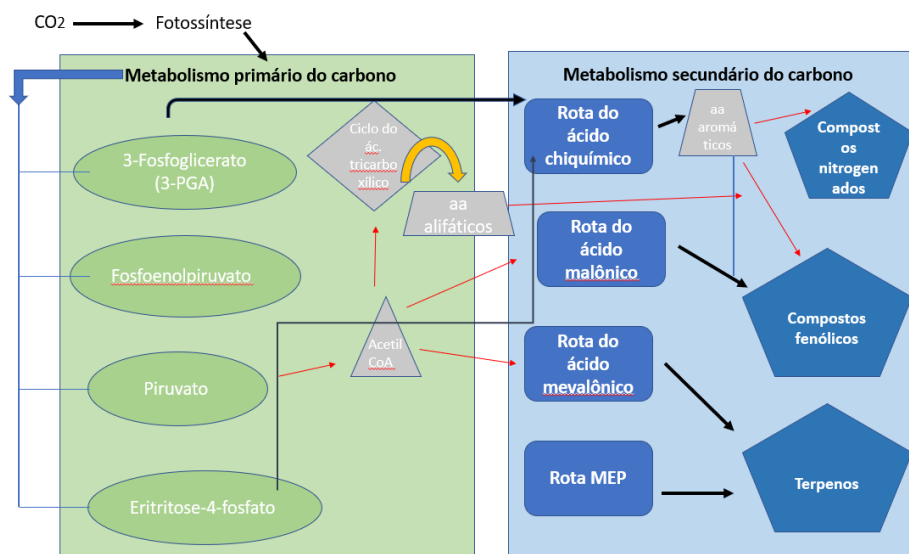 CO2
Fotossíntese
Metabolismo primário do carbono
3-Fosfoglicerato
(3-PGA)
Fosfoenolpiruvato
Piruvato
Eritritose-4-fosfato
Ciclo do
ác.
tricarbo
xílico
aa
alifáticos
Acetil
CoA
Metabolismo secundário do carbono
Rota do
ácido
chiquímico
Rota do
ácido
malônico
Rota do
ácido
mevalônico
Rota MEP
aa
aromá
ticos
Compost
os
nitrogen
ados
Compostos
fenólicos
Terpenos